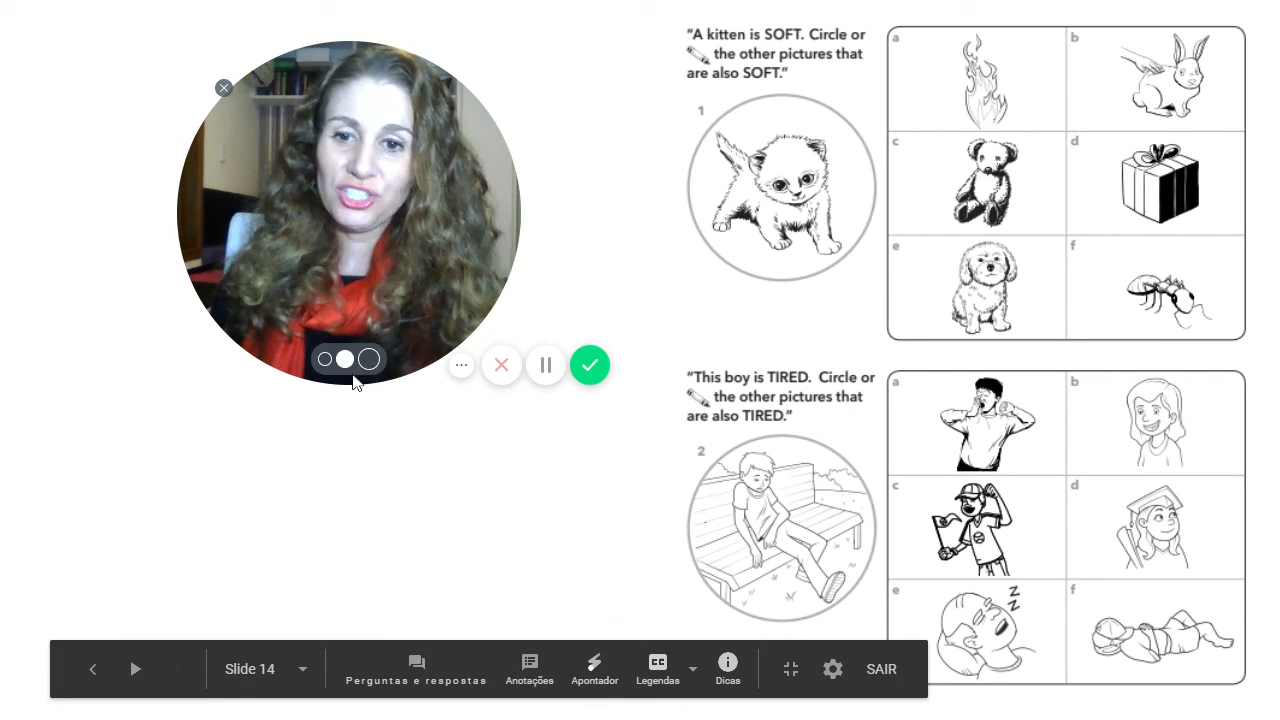 "A kitten is SOFT. Circle or
the other pictures that
are also SOFT."
1
a
b
c
d
e
f
"This boy is TIRED. Circle or
the other pictures that
are also TIRED."
2
a
b
c
d
e
Z
Z
f
Slide 14
Perguntas e respostas
Anotações
Apontador
CC
Legendas
Dicas
SAIR